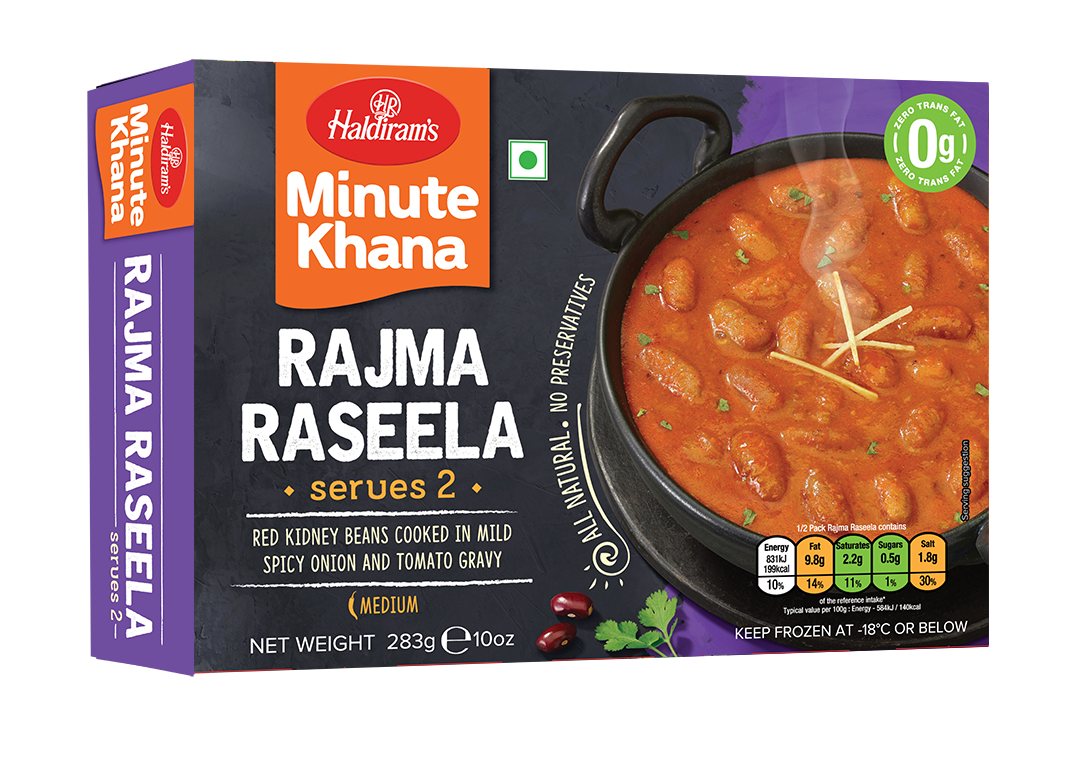 HR
Haldiram's
Minute
Khana
RAJMA RASEELA
serves 2
HR
Haldiram's
Minute
Khana
RAJMA
RASEELA
• serves 2 •
RED KIDNEY BEANS COOKED IN MILD
SPICY ONION AND TOMATO GRAVY
MEDIUM
NET WEIGHT 283g e 10oz
ALL NATURAL • NO PRESERVATIVES
ZERO TRANS FAT
0g
ZERO TRANS FAT
Serving suggestion
1/2 Pack Rajma Raseela contains
Energy
831kJ
199kcal
10%
Fat
9.8g
14%
Saturates
2.2g
11%
Sugars
0.5g
1%
Salt
1.8g
30%
of the reference intake*
Typical value per 100g : Energy - 584kJ / 140kcal
KEEP FROZEN AT -18°C OR BELOW